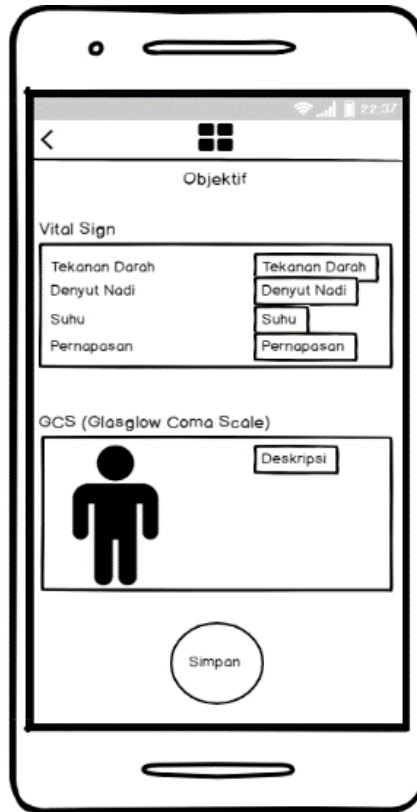 22:37
Objektif
Vital Sign
Tekanan Darah Tekanan Darah
Denyut Nadi Denyut Nadi
Suhu Suhu
Pernapasan Pernapasan
GCS (Glasglow Coma Scale)
Deskripsi
Simpan